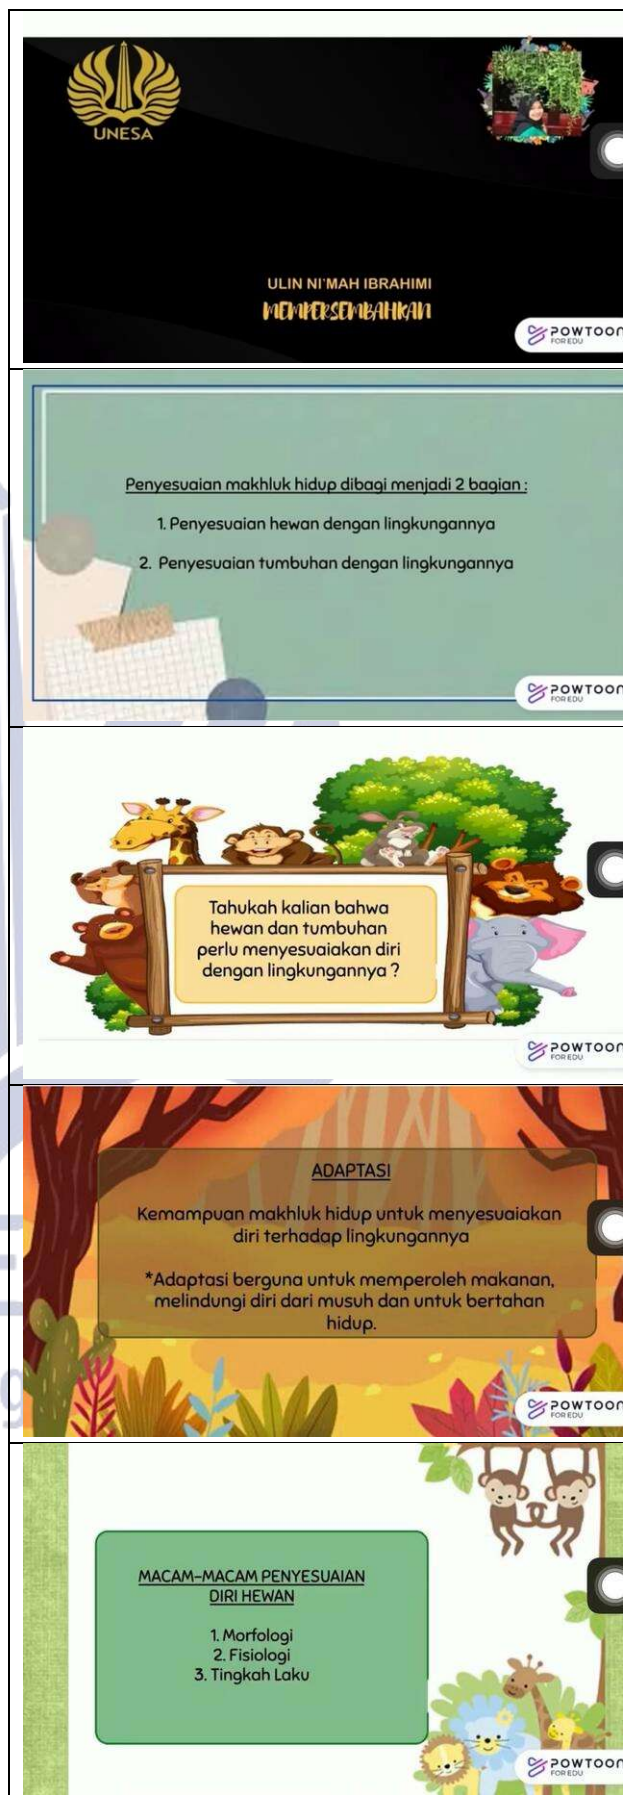 UNESA
ULIN NI'MAH IBRAHIMI
MEMPERSEMBAHKAN
POWTOON
FOR EDU
Penyesuaian makhluk hidup dibagi menjadi 2 bagian :
1. Penyesuaian hewan dengan lingkungannya
2. Penyesuaian tumbuhan dengan lingkungannya
POWTOON
FOR EDU
Tahukah kalian bahwa
hewan dan tumbuhan
perlu menyesuaiakan diri
dengan lingkungannya ?
POWTOON
FOR EDU
ADAPTASI
Kemampuan makhluk hidup untuk menyesuaiakan
diri terhadap lingkungannya
*Adaptasi berguna untuk memperoleh makanan,
melindungi diri dari musuh dan untuk bertahan
hidup.
POWTOON
FOR EDU
MACAM-MACAM PENYESUAIAN
DIRI HEWAN
1. Morfologi
2. Fisiologi
3. Tingkah Laku
POWTOON
FOR EDU